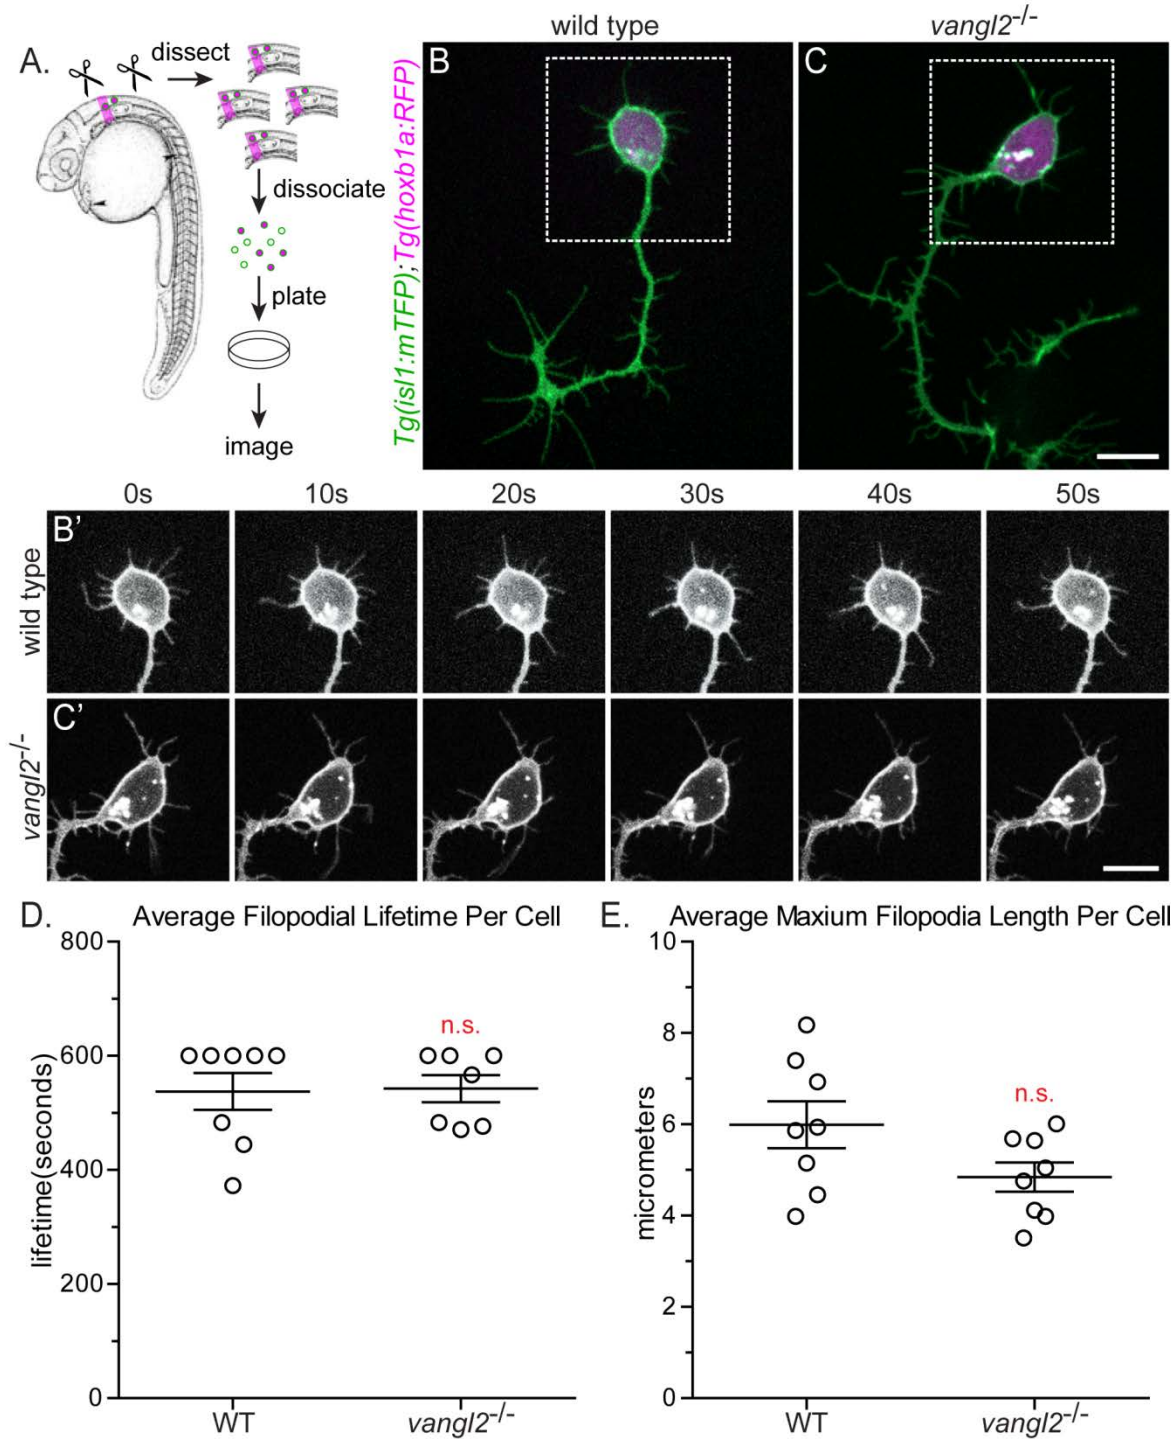 A.
dissect
dissociate
plate
image
Tg(isl1:mTFP);Tg(hoxb1a:RFP)
wild type
vangl2-/-
B
C
0s 10s 20s 30s 40s 50s
wild type
B'
vangl2-/-
C'
D. Average Filopodial Lifetime Per Cell
lifetime(seconds)
800
600
400
200
0
n.s.
WT vangl2-/-
E. Average Maxium Filopodia Length Per Cell
micrometers
10
8
6
4
2
0
n.s.
WT vangl2-/-